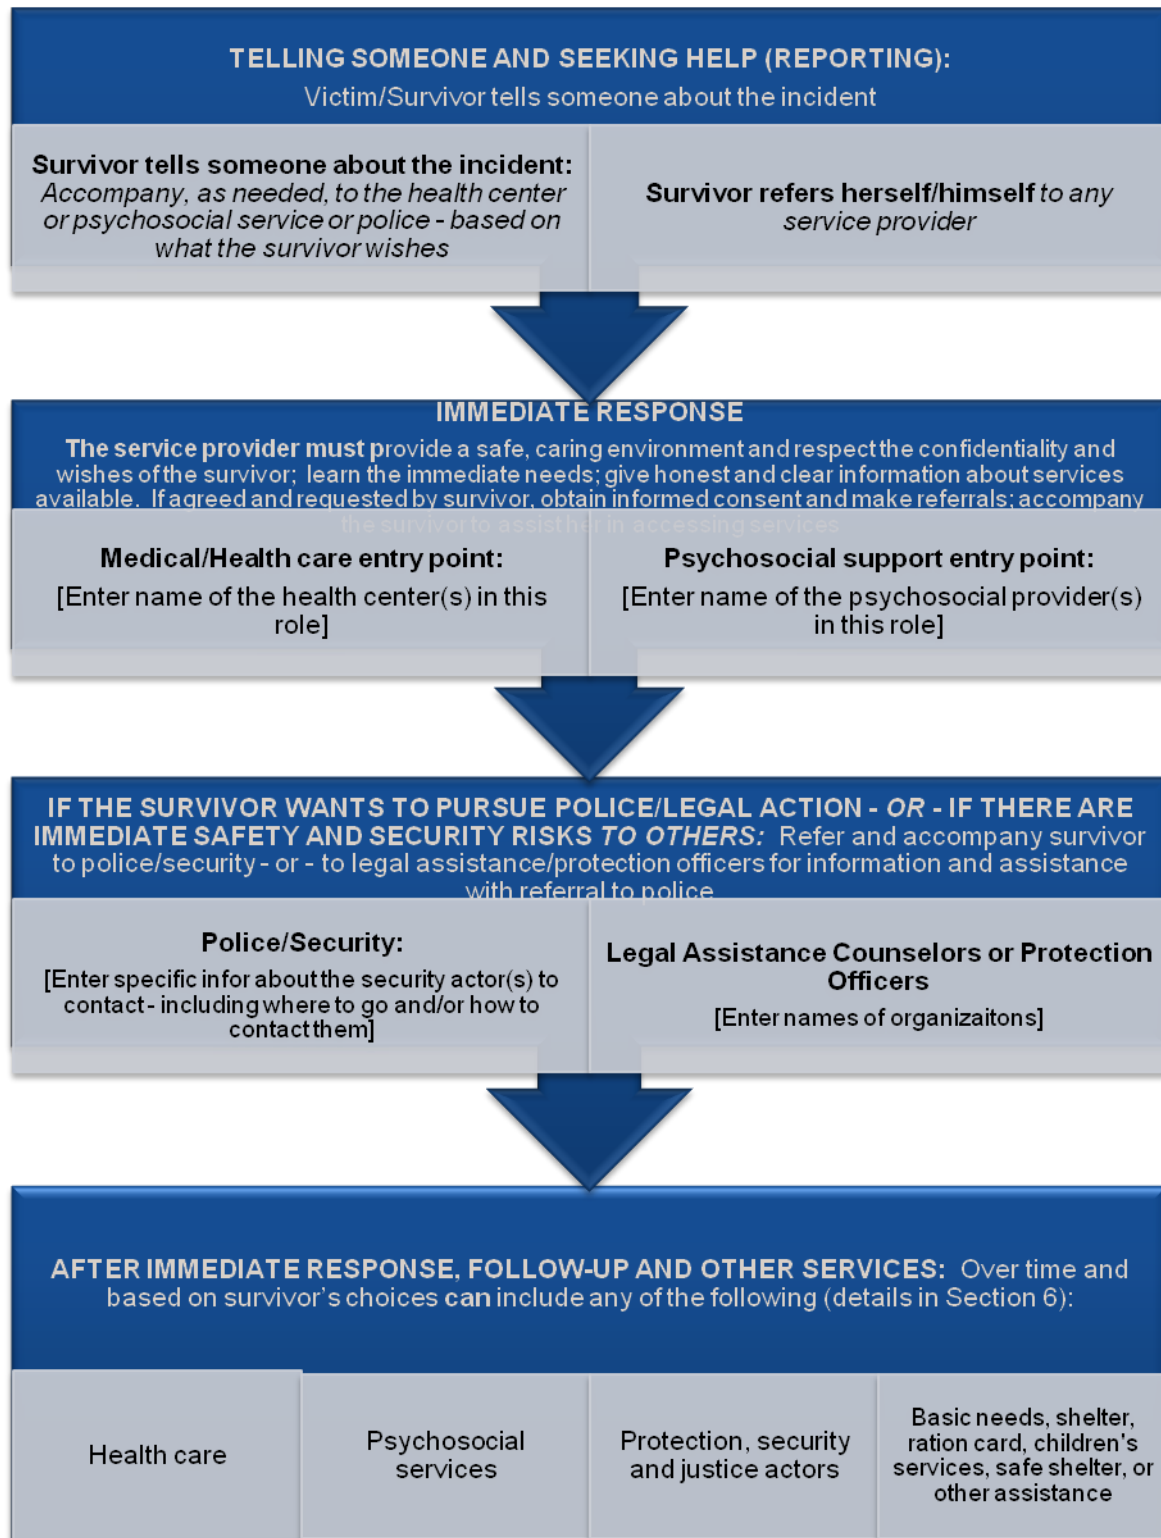 TELLING SOMEONE AND SEEKING HELP (REPORTING):
Victim/Survivor tells someone about the incident
Survivor tells someone about the incident:
Accompany, as needed, to the health center
or psychosocial service or police - based on
what the survivor wishes
Survivor refers herself/himself to any
service provider
IMMEDIATE RESPONSE
The service provider must provide a safe, caring environment and respect the confidentiality and
wishes of the survivor; learn the immediate needs; give honest and clear information about services
available. If agreed and requested by survivor, obtain informed consent and make referrals; accompany
the survivor to assist her in accessing services
Medical/Health care entry point:
[Enter name of the health center(s) in this
role]
Psychosocial support entry point:
[Enter name of the psychosocial provider(s)
in this role]
IF THE SURVIVOR WANTS TO PURSUE POLICE/LEGAL ACTION - OR - IF THERE ARE
IMMEDIATE SAFETY AND SECURITY RISKS TO OTHERS: Refer and accompany survivor
to police/security - or - to legal assistance/protection officers for information and assistance
with referral to police
Police/Security:
[Enter specific infor about the security actor(s) to
contact - including where to go and/or how to
contact them]
Legal Assistance Counselors or Protection
Officers
[Enter names of organizaitons]
AFTER IMMEDIATE RESPONSE, FOLLOW-UP AND OTHER SERVICES: Over time and
based on survivor's choices can include any of the following (details in Section 6):
Health care
Psychosocial
services
Protection, security
and justice actors
Basic needs, shelter,
ration card, children's
services, safe shelter, or
other assistance